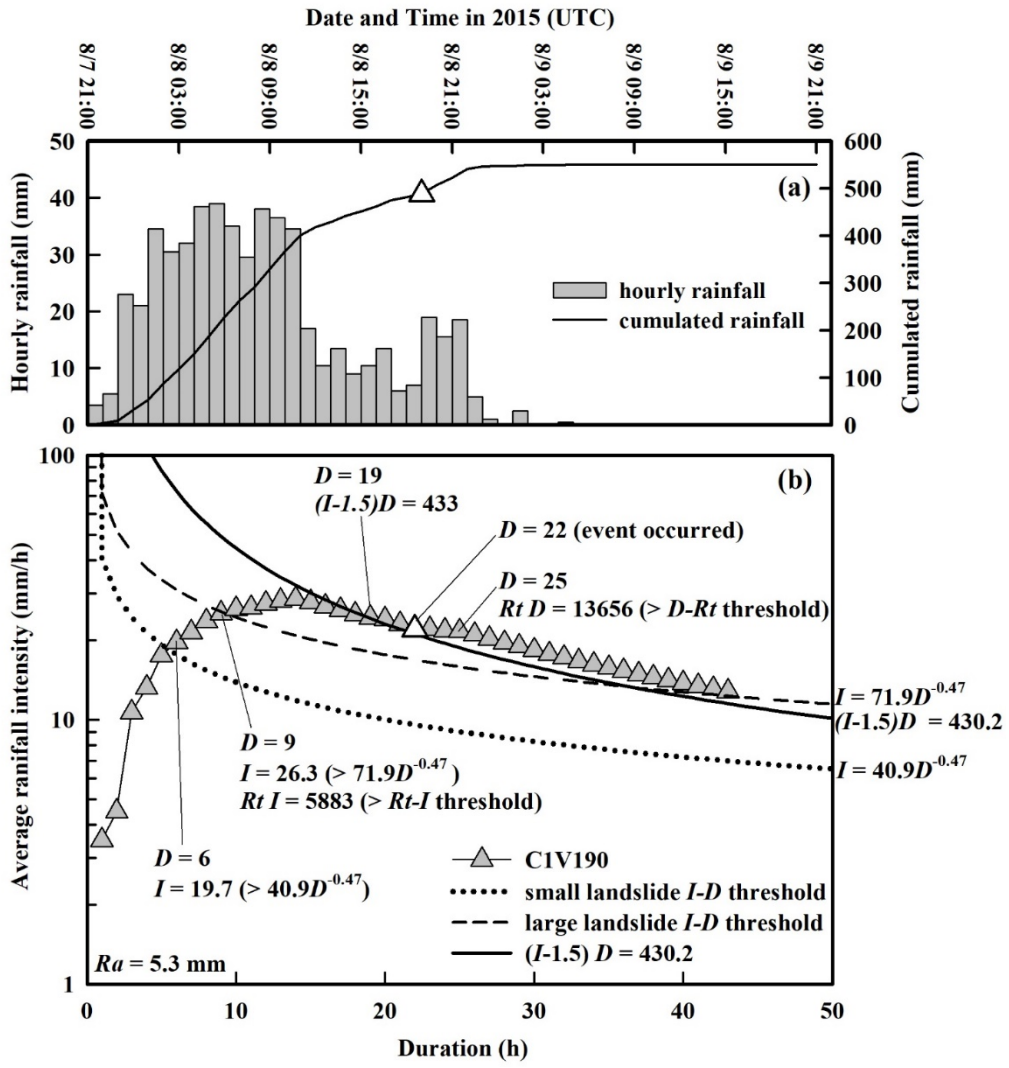 Date and Time in 2015 (UTC)
8/7 21:00
8/8 03:00
8/8 09:00
8/8 15:00
8/8 21:00
8/9 03:00
8/9 09:00
8/9 15:00
8/9 21:00
Hourly rainfall (mm)
50
40
30
20
10
0
600
500
400
300
200
100
0
Cumulated rainfall (mm)
(a)
hourly rainfall
cumulated rainfall
Average ranifall intensity (mm/h)
100
10
1
(b)
D = 19
(I-1.5)D = 433
D = 22 (event occurred)
D = 25
Rt D = 13656 (> D-Rt threshold)
I = 71.9D^-0.47
(I-1.5)D = 430.2
I = 40.9D^-0.47
D = 9
I = 26.3 (> 71.9D^-0.47)
Rt I = 5883 (> Rt-I threshold)
D = 6
I = 19.7 (> 40.9D^-0.47)
C1V190
small landslide I-D threshold
large landslide I-D threshold
(I-1.5) D = 430.2
Ra = 5.3 mm
0 10 20 30 40 50
Duration (h)